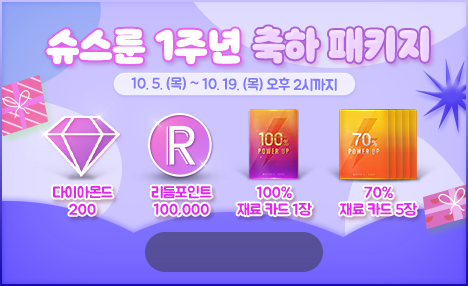 슈스룬 1주년 축하 패키지
10. 5. (목) ~ 10. 19. (목) 오후 2시까지
R
100%
POWER UP
70%
POWER UP
다이아몬드
200
리듬포인트
100.000
100%
재료 카드 1장
70%
재료 카드 5장